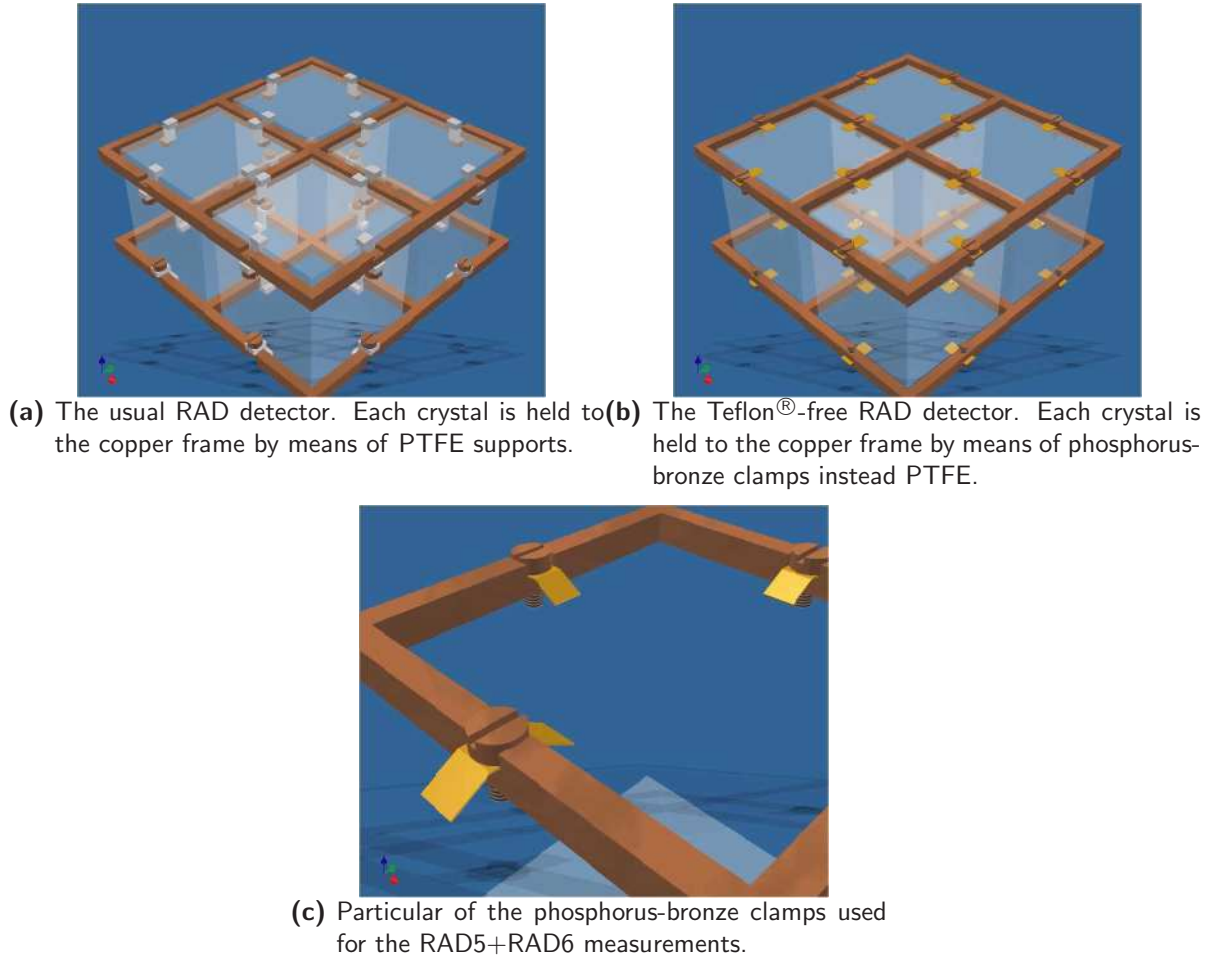 (a) The usual RAD detector. Each crystal is held to
the copper frame by means of PTFE supports.
(b) The Teflon®-free RAD detector. Each crystal is
held to the copper frame by means of phosphorus-
bronze clamps instead PTFE.
(c) Particular of the phosphorus-bronze clamps used
for the RAD5+RAD6 measurements.